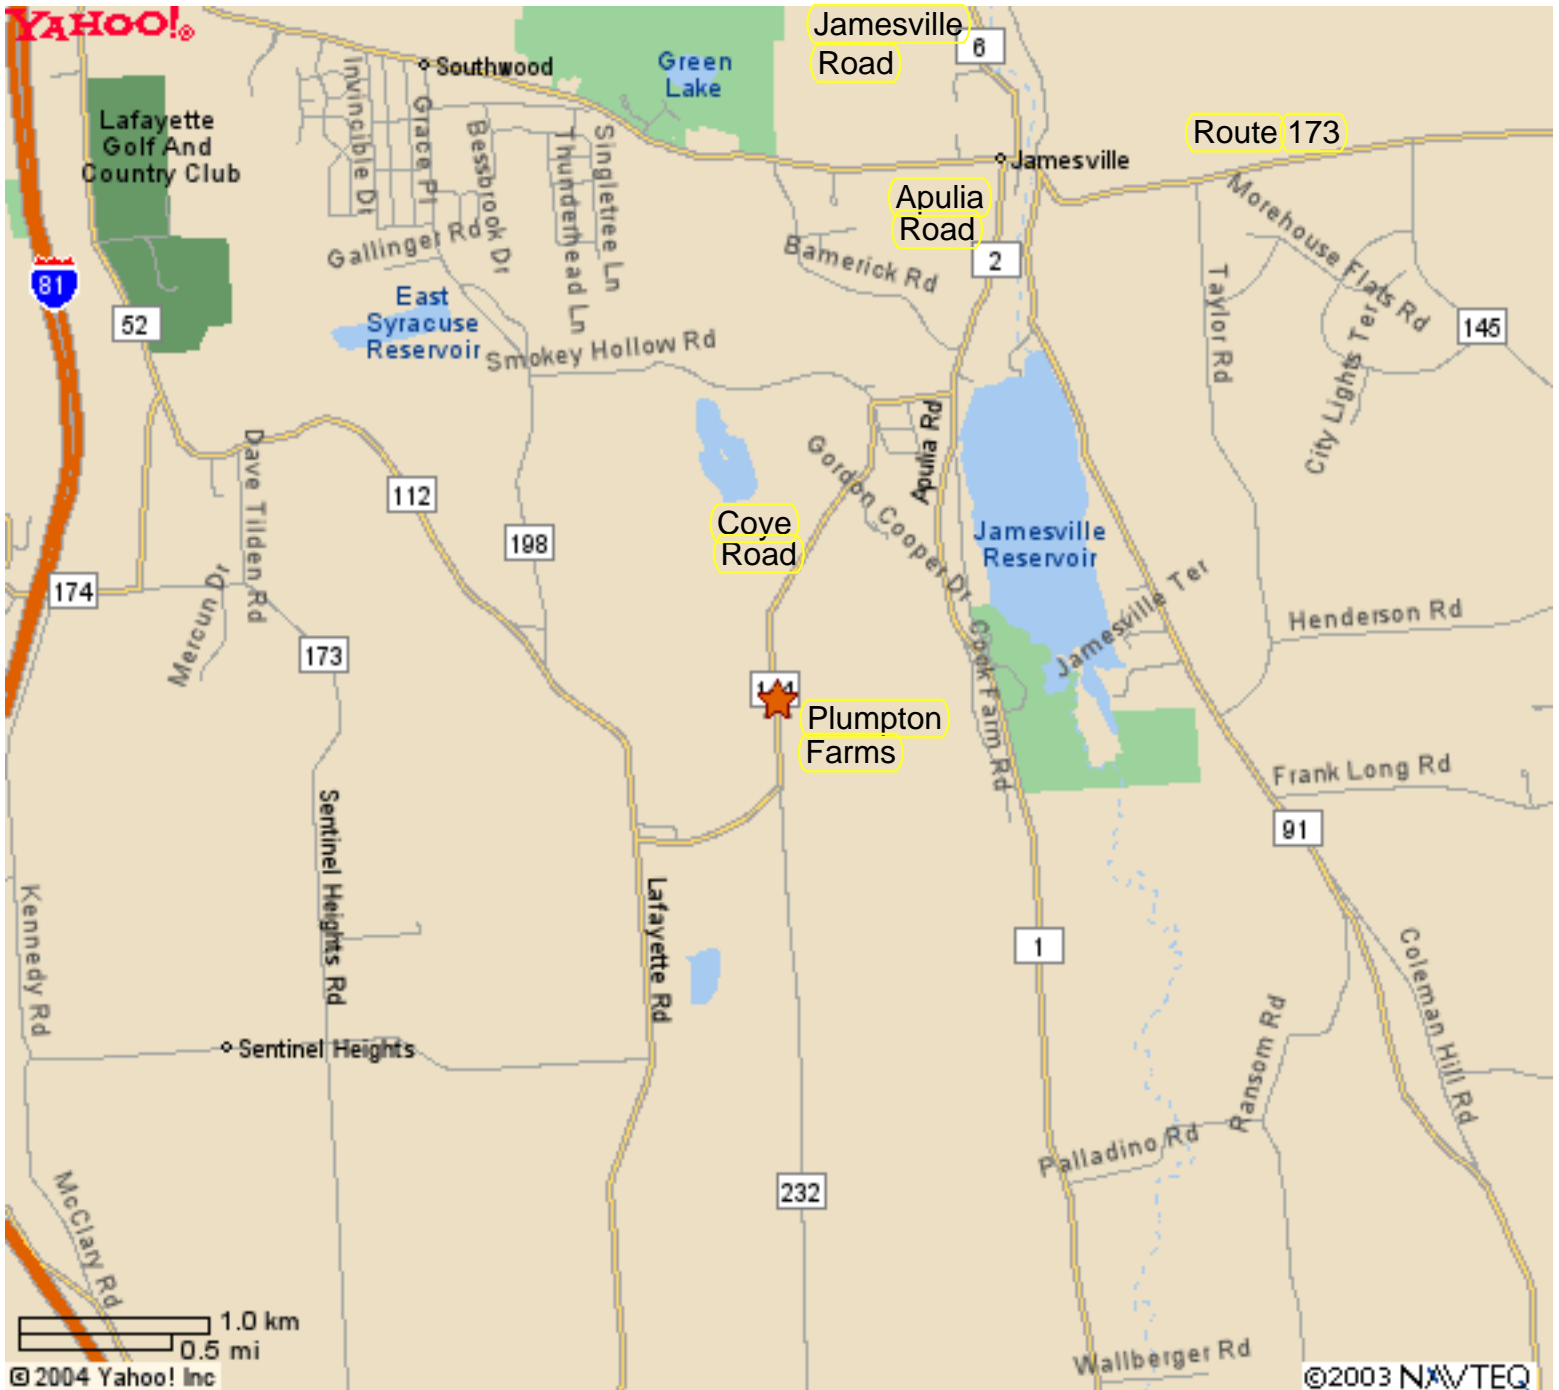 YAHOO!®
Jamesville
Road
6
Southwood
Green
Lake
Lafayette
Golf And
Country Club
Invincible Dr
Grace Pl
Bessbrook Dr
Thunderhead Ln
Singletree Ln
Route 173
Jamesville
Apulia
Road
2
Morehouse Flats Rd
Gallinger Rd
Bamerick Rd
81
52
East
Syracuse
Reservoir
Smokey Hollow Rd
Taylor Rd
City Lights Ter
145
Dave Tilden Rd
112
Apulia Rd
Gordon Cooper Dr
Cove
Road
198
Jamesville
Reservoir
174
Mercun Dr
173
Jamesville Ter
Henderson Rd
Cook Farm Rd
Plumpton
Farms
Frank Long Rd
91
Sentinel Heights Rd
Kennedy Rd
Lafayette Rd
1
Coleman Hill Rd
Ransom Rd
Sentinel Heights
Palladino Rd
232
McClary Rd
1.0 km
0.5 mi
Wallberger Rd
© 2004 Yahoo! Inc
©2003 NAVTEQ